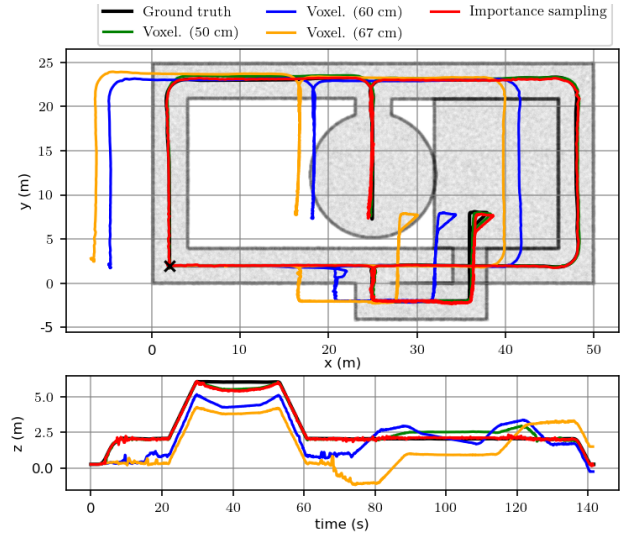 Ground truth Voxel. (60 cm) Importance sampling
Voxel. (50 cm) Voxel. (67 cm)
25
20
15
10
5
0
-5
y (m)
0 10 20 30 40 50
x (m)
5.0
2.5
0.0
z (m)
0 20 40 60 80 100 120 140
time (s)